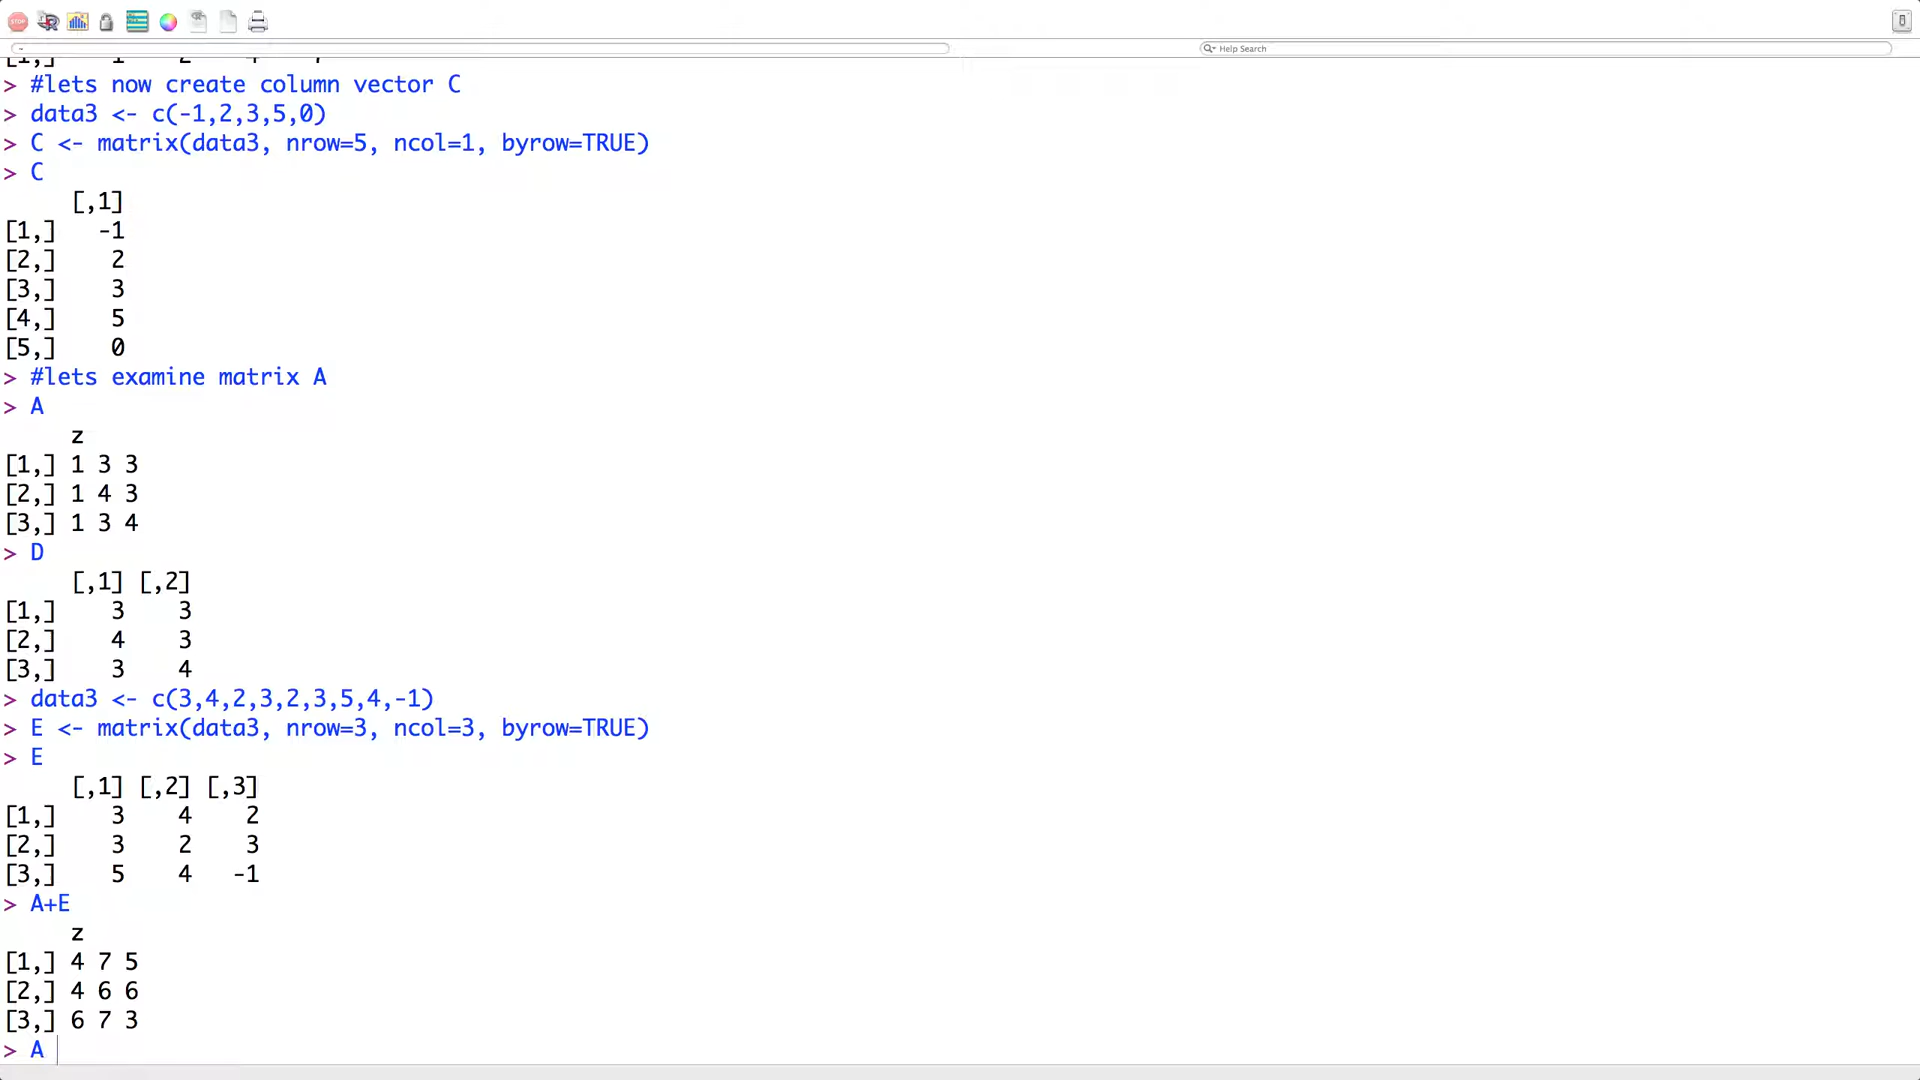 STOP
Help Search
> #lets now create column vector C
> data3 <- c(-1,2,3,5,0)
> C <- matrix(data3, nrow=5, ncol=1, byrow=TRUE)
> C
     [,1]
[1,]   -1
[2,]    2
[3,]    3
[4,]    5
[5,]    0
> #lets examine matrix A
> A
     z
[1,] 1 3 3
[2,] 1 4 3
[3,] 1 3 4
> D
     [,1] [,2]
[1,]    3    3
[2,]    4    3
[3,]    3    4
> data3 <- c(3,4,2,3,2,3,5,4,-1)
> E <- matrix(data3, nrow=3, ncol=3, byrow=TRUE)
> E
     [,1] [,2] [,3]
[1,]    3    4    2
[2,]    3    2    3
[3,]    5    4   -1
> A+E
     z
[1,] 4 7 5
[2,] 4 6 6
[3,] 6 7 3
> A